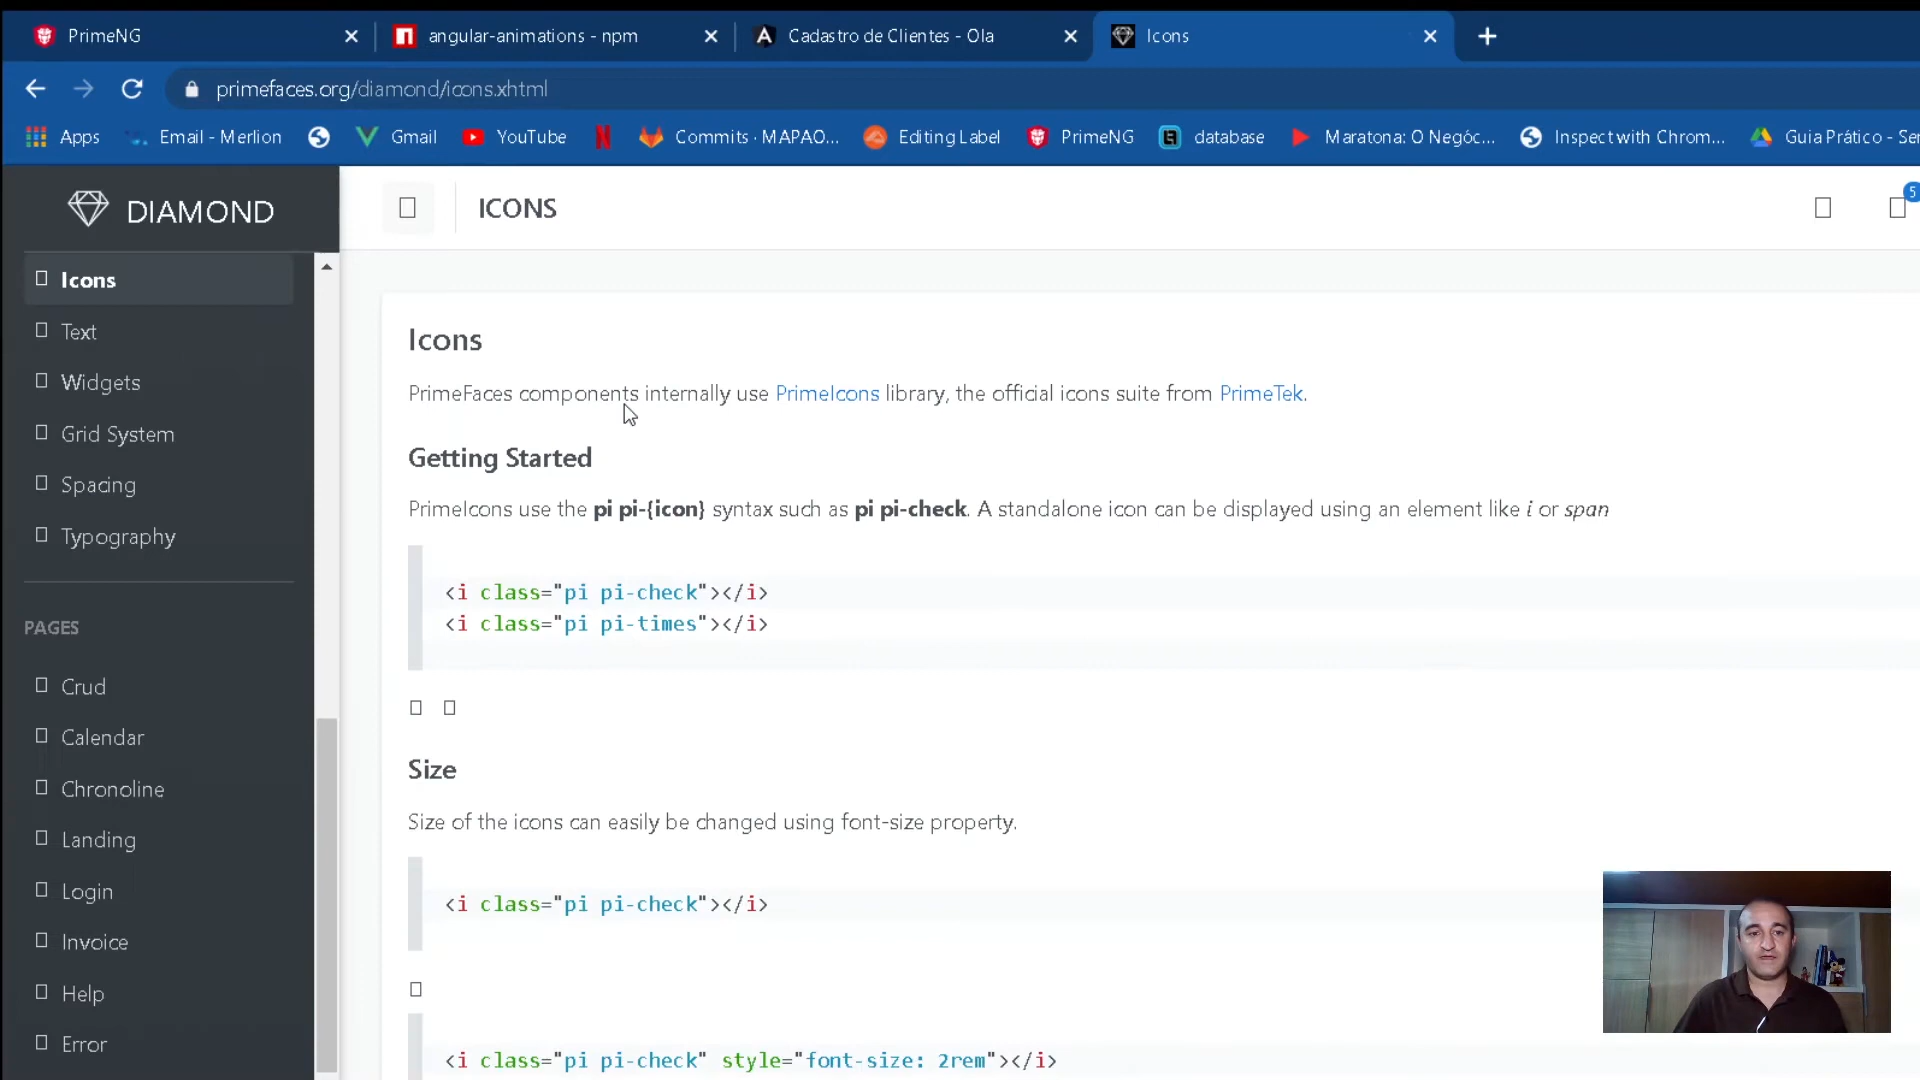 PrimeNG
angular-animations - npm
Cadastro de Clientes - Ola
Icons
primefaces.org/diamond/icons.xhtml
Apps
Email - Merlion
Gmail
YouTube
Commits · MAPAO...
Editing Label
PrimeNG
database
Maratona: O Negóc...
Inspect with Chrom...
Guia Prático - Ser
DIAMOND
ICONS
5
Icons
Text
Widgets
Grid System
Spacing
Typography
PAGES
Crud
Calendar
Chronoline
Landing
Login
Invoice
Help
Error
Icons
PrimeFaces components internally use PrimeIcons library, the official icons suite from PrimeTek.
Getting Started
PrimeIcons use the pi pi-{icon} syntax such as pi pi-check. A standalone icon can be displayed using an element like i or span
<i class="pi pi-check"></i>
<i class="pi pi-times"></i>
Size
Size of the icons can easily be changed using font-size property.
<i class="pi pi-check"></i>
<i class="pi pi-check" style="font-size: 2rem"></i>